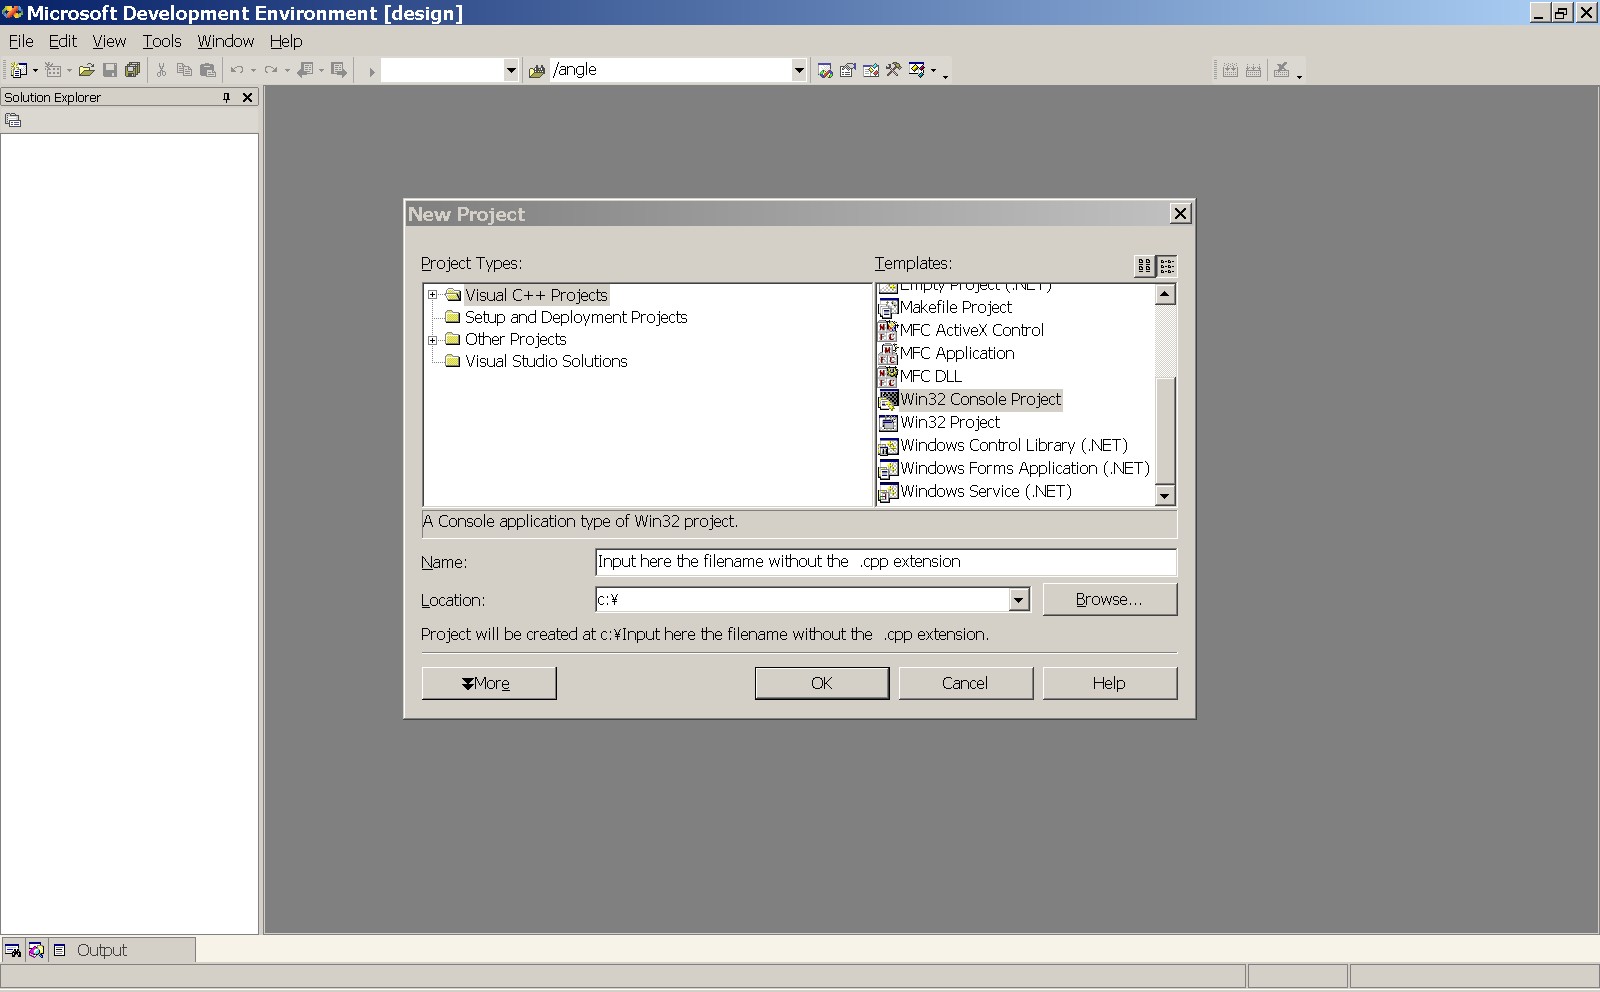 Microsoft Development Environment [design]
File Edit View Tools Window Help
/angle
Solution Explorer
New Project
Project Types:
Templates:
Visual C++ Projects
Setup and Deployment Projects
Other Projects
Visual Studio Solutions
Empty Project (.NET)
Makefile Project
MFC ActiveX Control
MFC Application
MFC DLL
Win32 Console Project
Win32 Project
Windows Control Library (.NET)
Windows Forms Application (.NET)
Windows Service (.NET)
A Console application type of Win32 project.
Name: Input here the filename without the .cpp extension
Location: c:¥ Browse...
Project will be created at c:¥Input here the filename without the .cpp extension.
More OK Cancel Help
Output